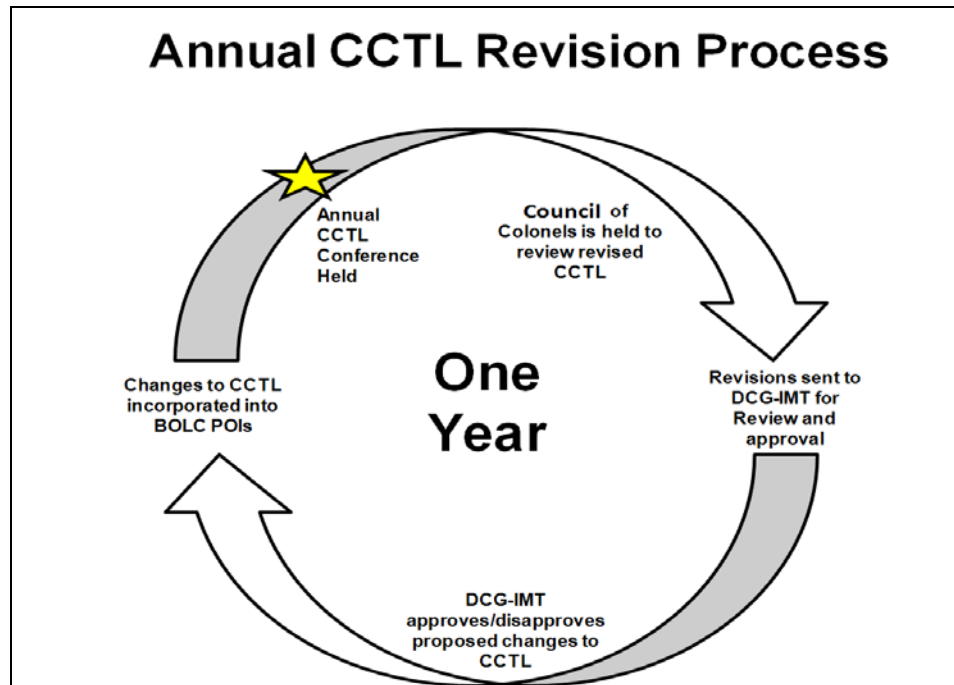 Annual CCTL Revision Process
Annual
CCTL
Conference
Held
Council of
Colonels is held to
review revised
CCTL
Revisions sent to
DCG-IMT for
Review and
approval
DCG-IMT
approves/disapproves
proposed changes to
CCTL
Changes to CCTL
incorporated into
BOLC POIs
One
Year